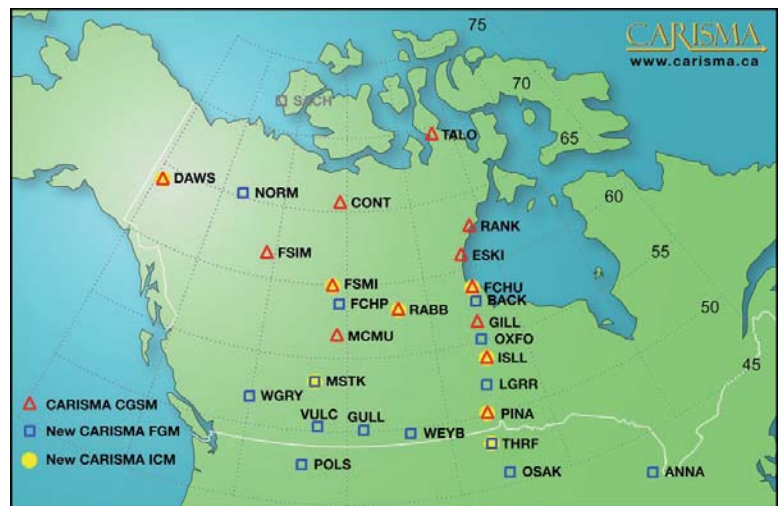 75
CARISMA
www.carisma.ca
70
SACH
TALO
65
DAWS
NORM
CONT
60
RANK
FSIM
ESKI
55
FSMI
FCHU
FCHP
BACK
RABB
50
GILL
MCMU
OXFO
ISLL
45
MSTK
LGRR
WGRY
CARISMA CGSM
VULC
GULL
PINA
New CARISMA FGM
WEYB
THRF
New CARISMA ICM
POLS
OSAK
ANNA